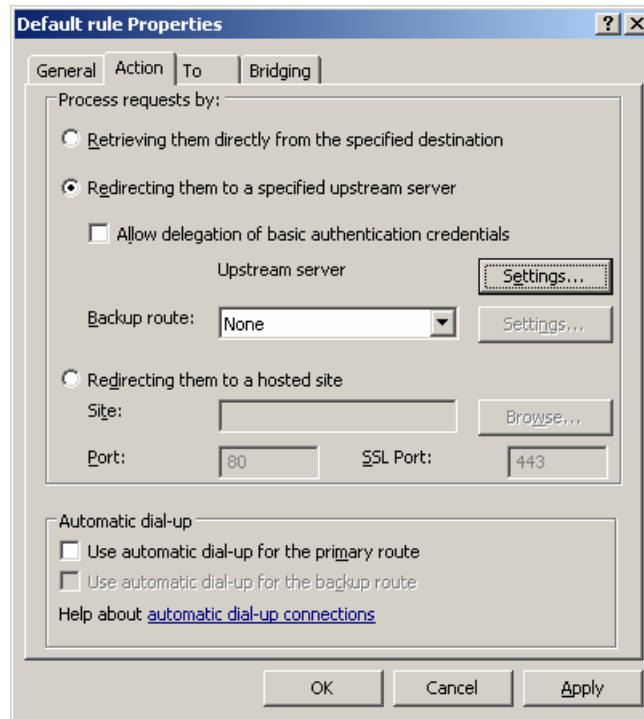 Default rule Properties
General Action To Bridging
Process requests by:
Retrieving them directly from the specified destination
Redirecting them to a specified upstream server
Allow delegation of basic authentication credentials
Upstream server Settings...
Backup route: None Settings...
Redirecting them to a hosted site
Site: Browse...
Port: 80 SSL Port: 443
Automatic dial-up
Use automatic dial-up for the primary route
Use automatic dial-up for the backup route
Help about automatic dial-up connections
OK Cancel Apply